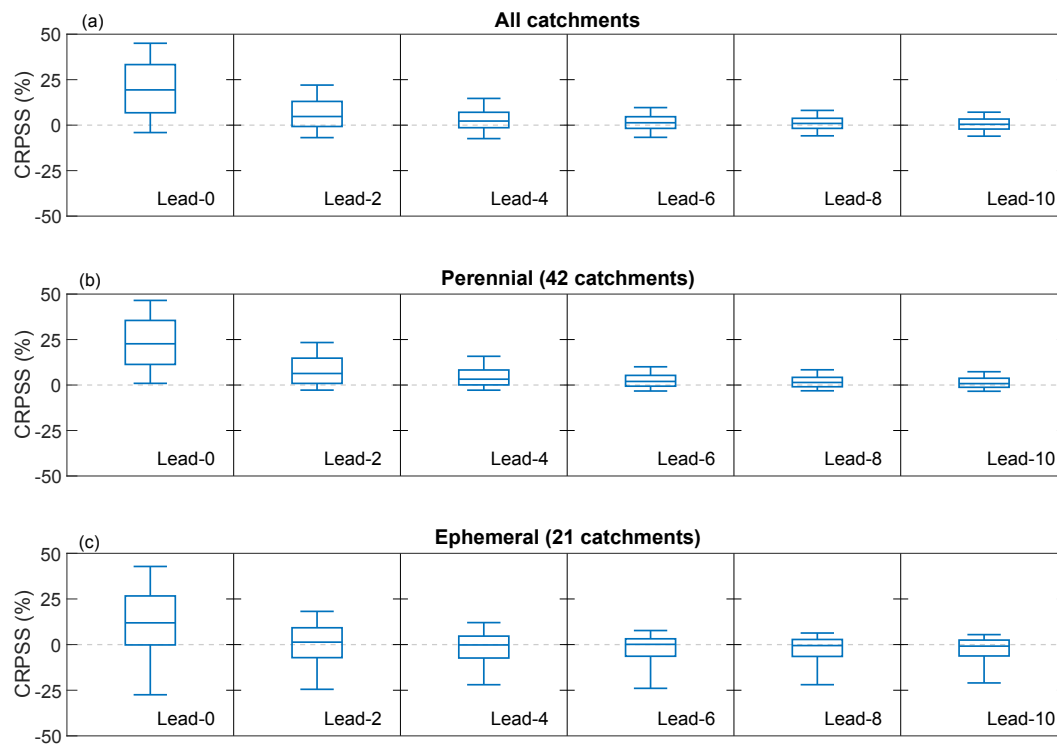 (a)
All catchments
CRPSS (%)
50
25
0
-25
-50
Lead-0
Lead-2
Lead-4
Lead-6
Lead-8
Lead-10
(b)
Perennial (42 catchments)
CRPSS (%)
50
25
0
-25
-50
Lead-0
Lead-2
Lead-4
Lead-6
Lead-8
Lead-10
(c)
Ephemeral (21 catchments)
CRPSS (%)
50
25
0
-25
-50
Lead-0
Lead-2
Lead-4
Lead-6
Lead-8
Lead-10